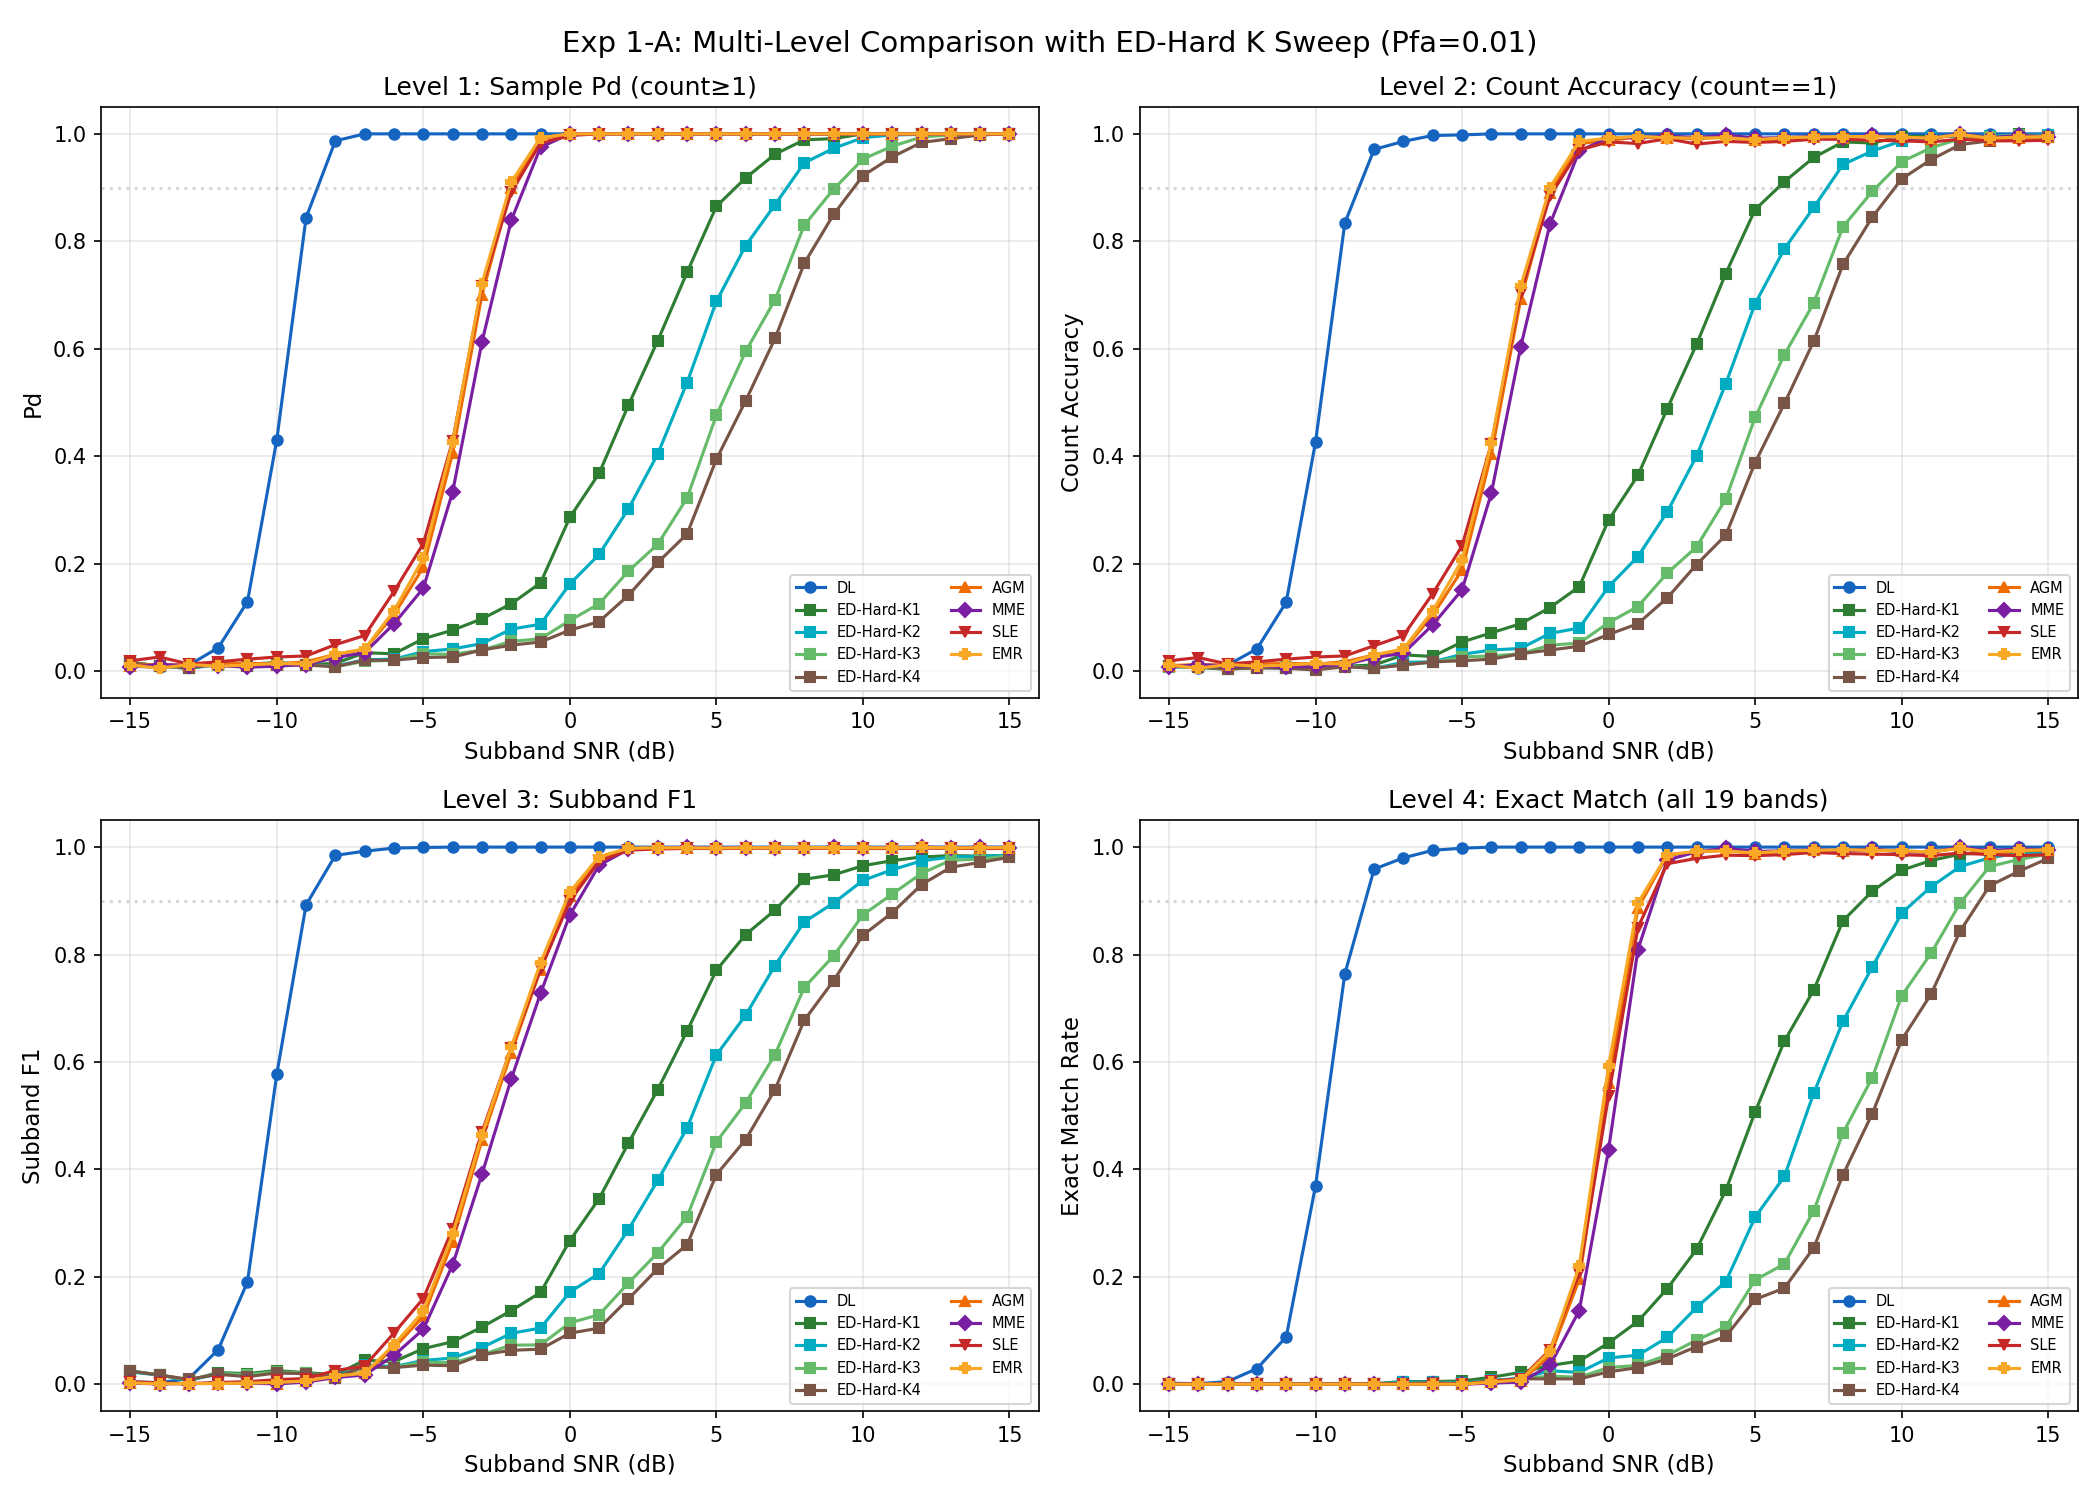 Exp 1-A: Multi-Level Comparison with ED-Hard K Sweep (Pfa=0.01)
Level 1: Sample Pd (count≥1)
1.0
0.8
0.6
0.4
0.2
0.0
Pd
−15
−10
−5
0
5
10
15
Subband SNR (dB)
DL
ED-Hard-K1
ED-Hard-K2
ED-Hard-K3
ED-Hard-K4
AGM
MME
SLE
EMR
Level 2: Count Accuracy (count==1)
1.0
0.8
0.6
0.4
0.2
0.0
Count Accuracy
−15
−10
−5
0
5
10
15
Subband SNR (dB)
DL
ED-Hard-K1
ED-Hard-K2
ED-Hard-K3
ED-Hard-K4
AGM
MME
SLE
EMR
Level 3: Subband F1
1.0
0.8
0.6
0.4
0.2
0.0
Subband F1
−15
−10
−5
0
5
10
15
Subband SNR (dB)
DL
ED-Hard-K1
ED-Hard-K2
ED-Hard-K3
ED-Hard-K4
AGM
MME
SLE
EMR
Level 4: Exact Match (all 19 bands)
1.0
0.8
0.6
0.4
0.2
0.0
Exact Match Rate
−15
−10
−5
0
5
10
15
Subband SNR (dB)
DL
ED-Hard-K1
ED-Hard-K2
ED-Hard-K3
ED-Hard-K4
AGM
MME
SLE
EMR